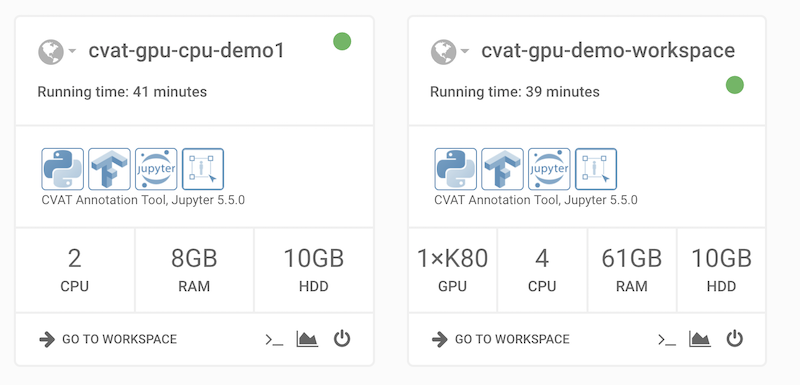 cvat-gpu-cpu-demo1
Running time: 41 minutes
jupyter
CVAT Annotation Tool, Jupyter 5.5.0
2 8GB 10GB
CPU RAM HDD
GO TO WORKSPACE
cvat-gpu-demo-workspace
Running time: 39 minutes
jupyter
CVAT Annotation Tool, Jupyter 5.5.0
1×K80 4 61GB 10GB
GPU CPU RAM HDD
GO TO WORKSPACE